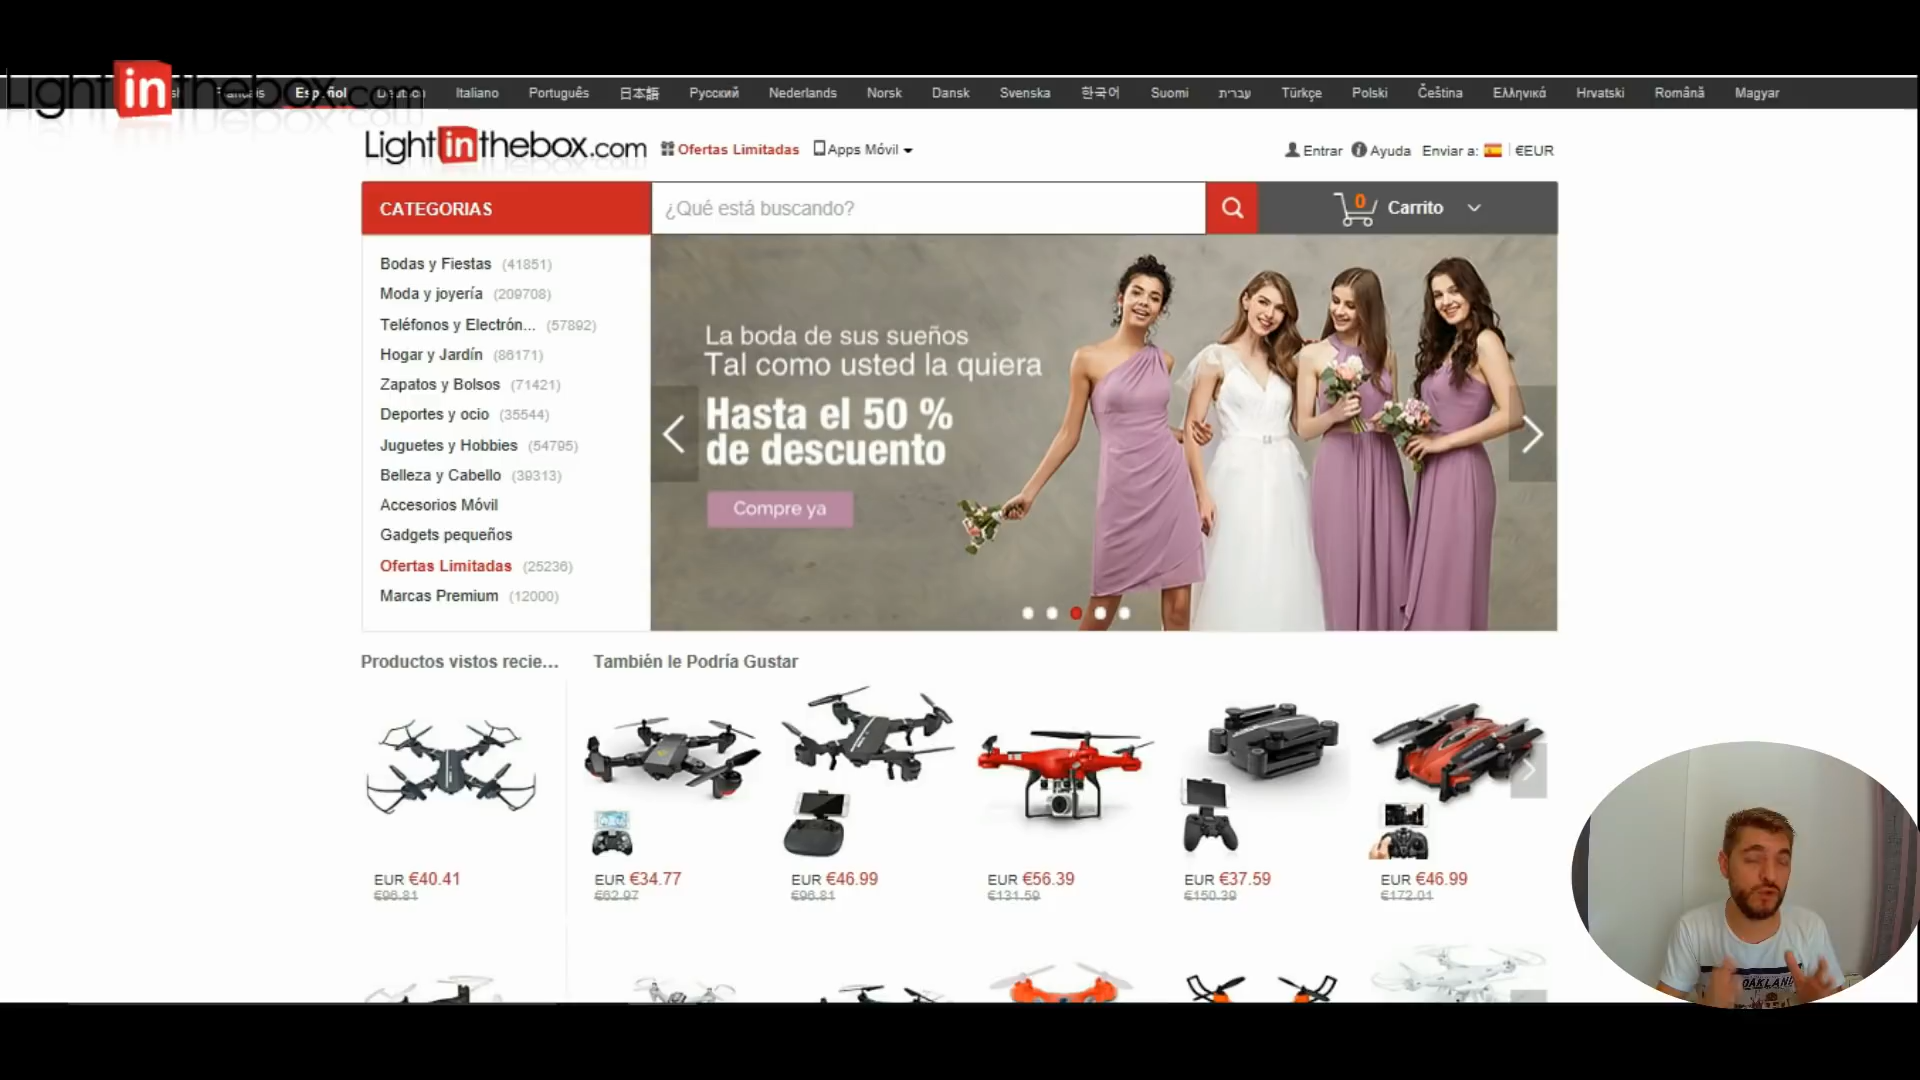 Lightinthebox.com
Français Español Deutsch Italiano Português 日本語 Русский Nederlands Norsk Dansk Svenska 한국어 Suomi עברית Türkçe Polski Čeština Ελληνικά Hrvatski Română Magyar
Lightinthebox.com Ofertas Limitadas Apps Móvil Entrar Ayuda Enviar a: €EUR
CATEGORIAS ¿Qué está buscando? 0 Carrito
Bodas y Fiestas (41851)
Moda y joyería (209708)
Teléfonos y Electrón... (57892)
Hogar y Jardín (86171)
Zapatos y Bolsos (71421)
Deportes y ocio (35544)
Juguetes y Hobbies (54795)
Belleza y Cabello (39313)
Accesorios Móvil
Gadgets pequeños
Ofertas Limitadas (25236)
Marcas Premium (12000)
La boda de sus sueños
Tal como usted la quiera
Hasta el 50 %
de descuento
Compre ya
Productos vistos recie... También le Podría Gustar
EUR €40.41 EUR €34.77 EUR €46.99 EUR €56.39 EUR €37.59 EUR €46.99
€96.81 €62.97 €96.81 €131.59 €150.39 €172.01
OAKLAND